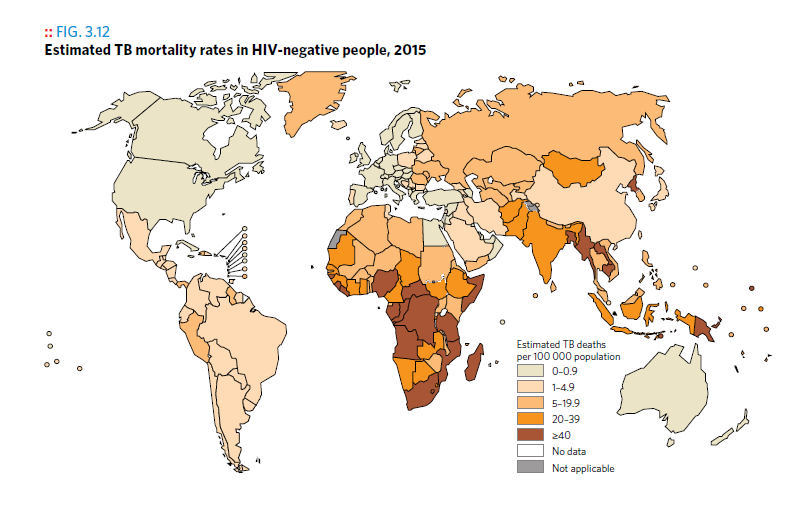 :: FIG. 3.12
Estimated TB mortality rates in HIV-negative people, 2015
Estimated TB deaths
per 100 000 population
0–0.9
1–4.9
5–19.9
20–39
≥40
No data
Not applicable